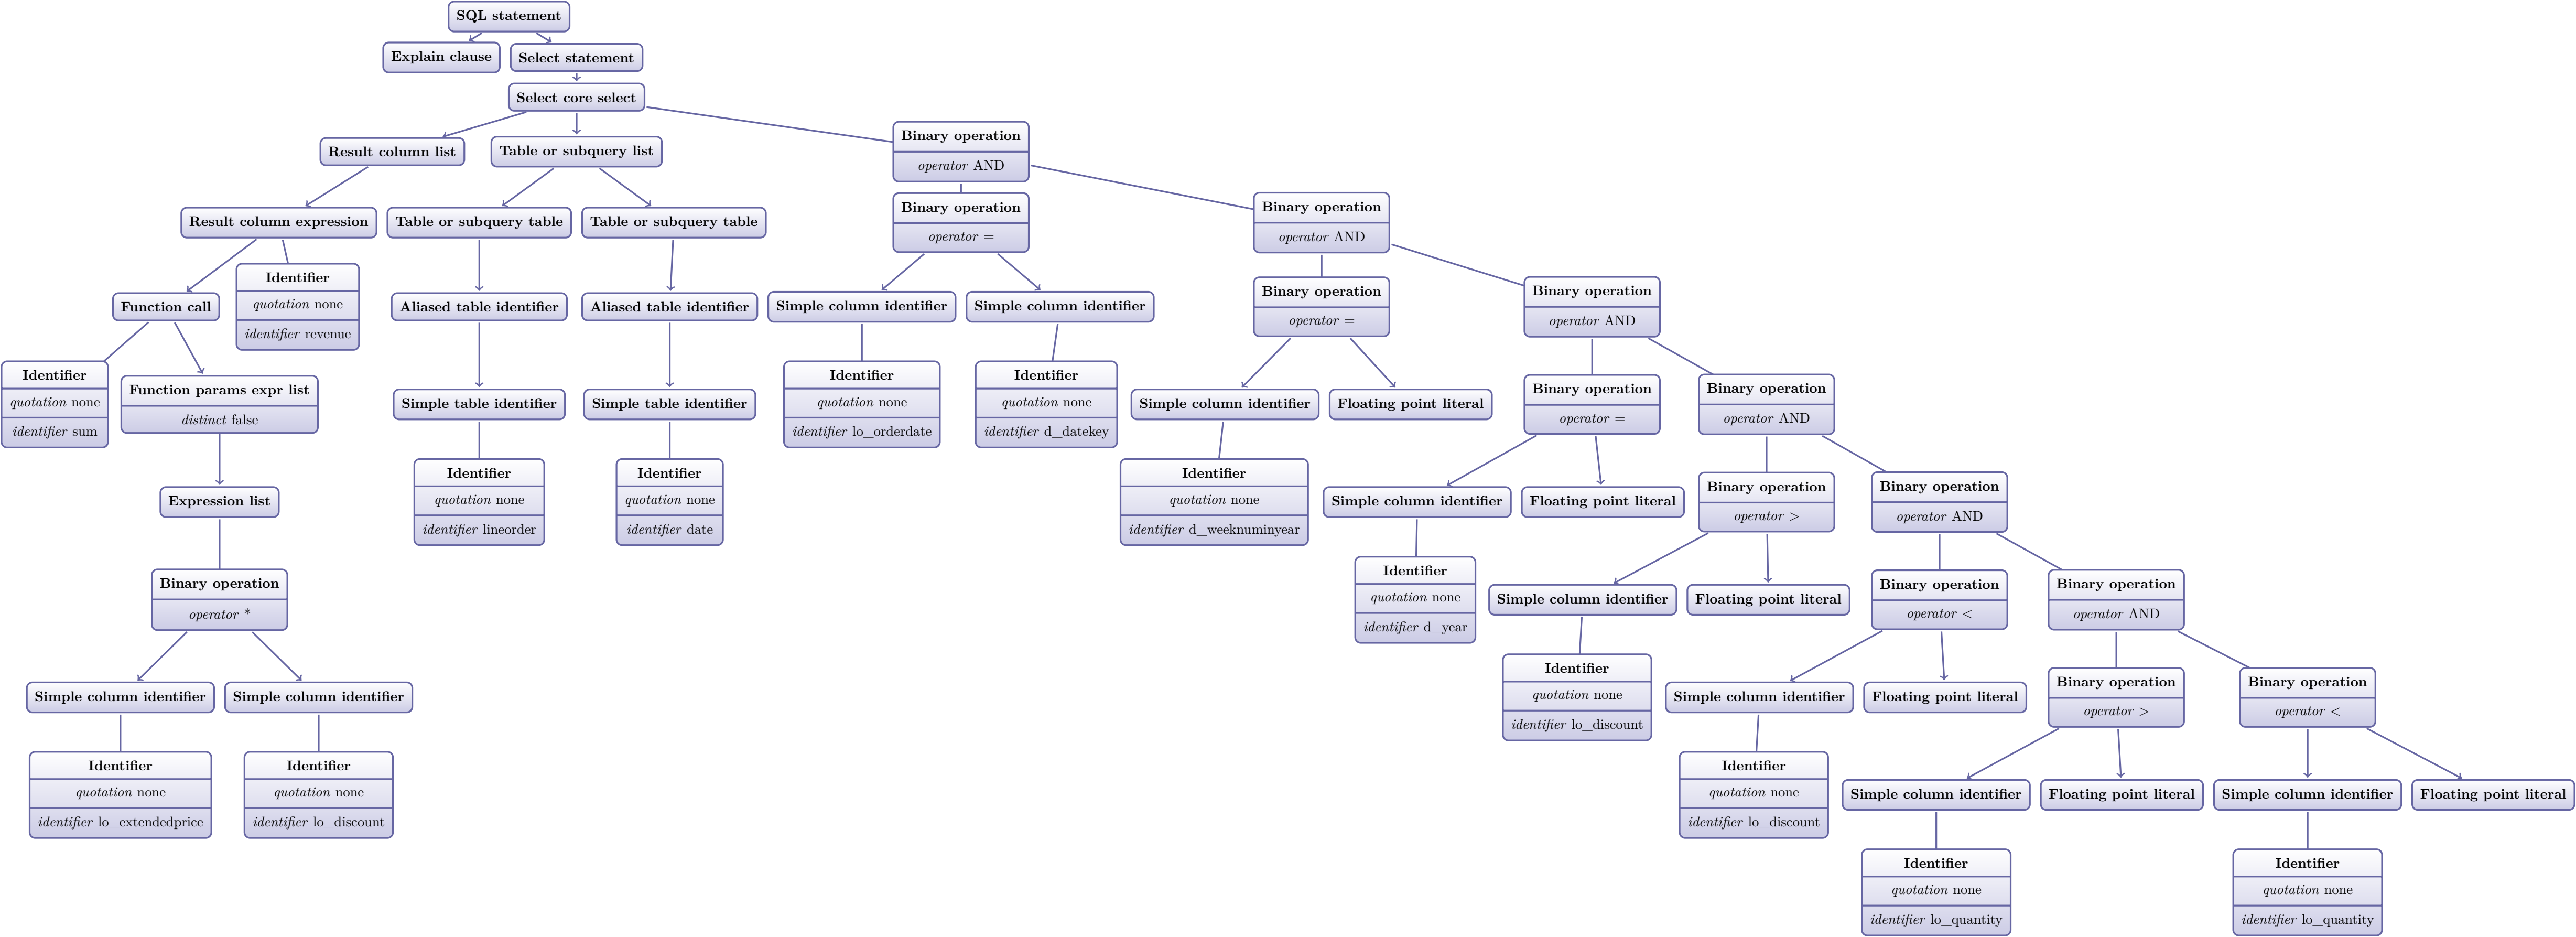 SQL statement
Explain clause
Select statement
Select core select
Result column list
Table or subquery list
Binary operation
operator AND
Result column expression
Table or subquery table
Table or subquery table
Binary operation
operator =
Binary operation
operator AND
Function call
Identifier
quotation none
identifier revenue
Aliased table identifier
Aliased table identifier
Simple column identifier
Simple column identifier
Binary operation
operator =
Binary operation
operator AND
Identifier
quotation none
identifier sum
Function params expr list
distinct false
Simple table identifier
Simple table identifier
Identifier
quotation none
identifier lo_orderdate
Identifier
quotation none
identifier d_datekey
Simple column identifier
Floating point literal
Binary operation
operator =
Binary operation
operator AND
Expression list
Identifier
quotation none
identifier lineorder
Identifier
quotation none
identifier date
Identifier
quotation none
identifier d_weeknuminyear
Simple column identifier
Floating point literal
Binary operation
operator >
Binary operation
operator AND
Binary operation
operator *
Identifier
quotation none
identifier d_year
Simple column identifier
Floating point literal
Binary operation
operator <
Binary operation
operator AND
Simple column identifier
Simple column identifier
Identifier
quotation none
identifier lo_discount
Simple column identifier
Floating point literal
Binary operation
operator >
Binary operation
operator <
Identifier
quotation none
identifier lo_extendedprice
Identifier
quotation none
identifier lo_discount
Identifier
quotation none
identifier lo_discount
Simple column identifier
Floating point literal
Simple column identifier
Floating point literal
Identifier
quotation none
identifier lo_quantity
Identifier
quotation none
identifier lo_quantity